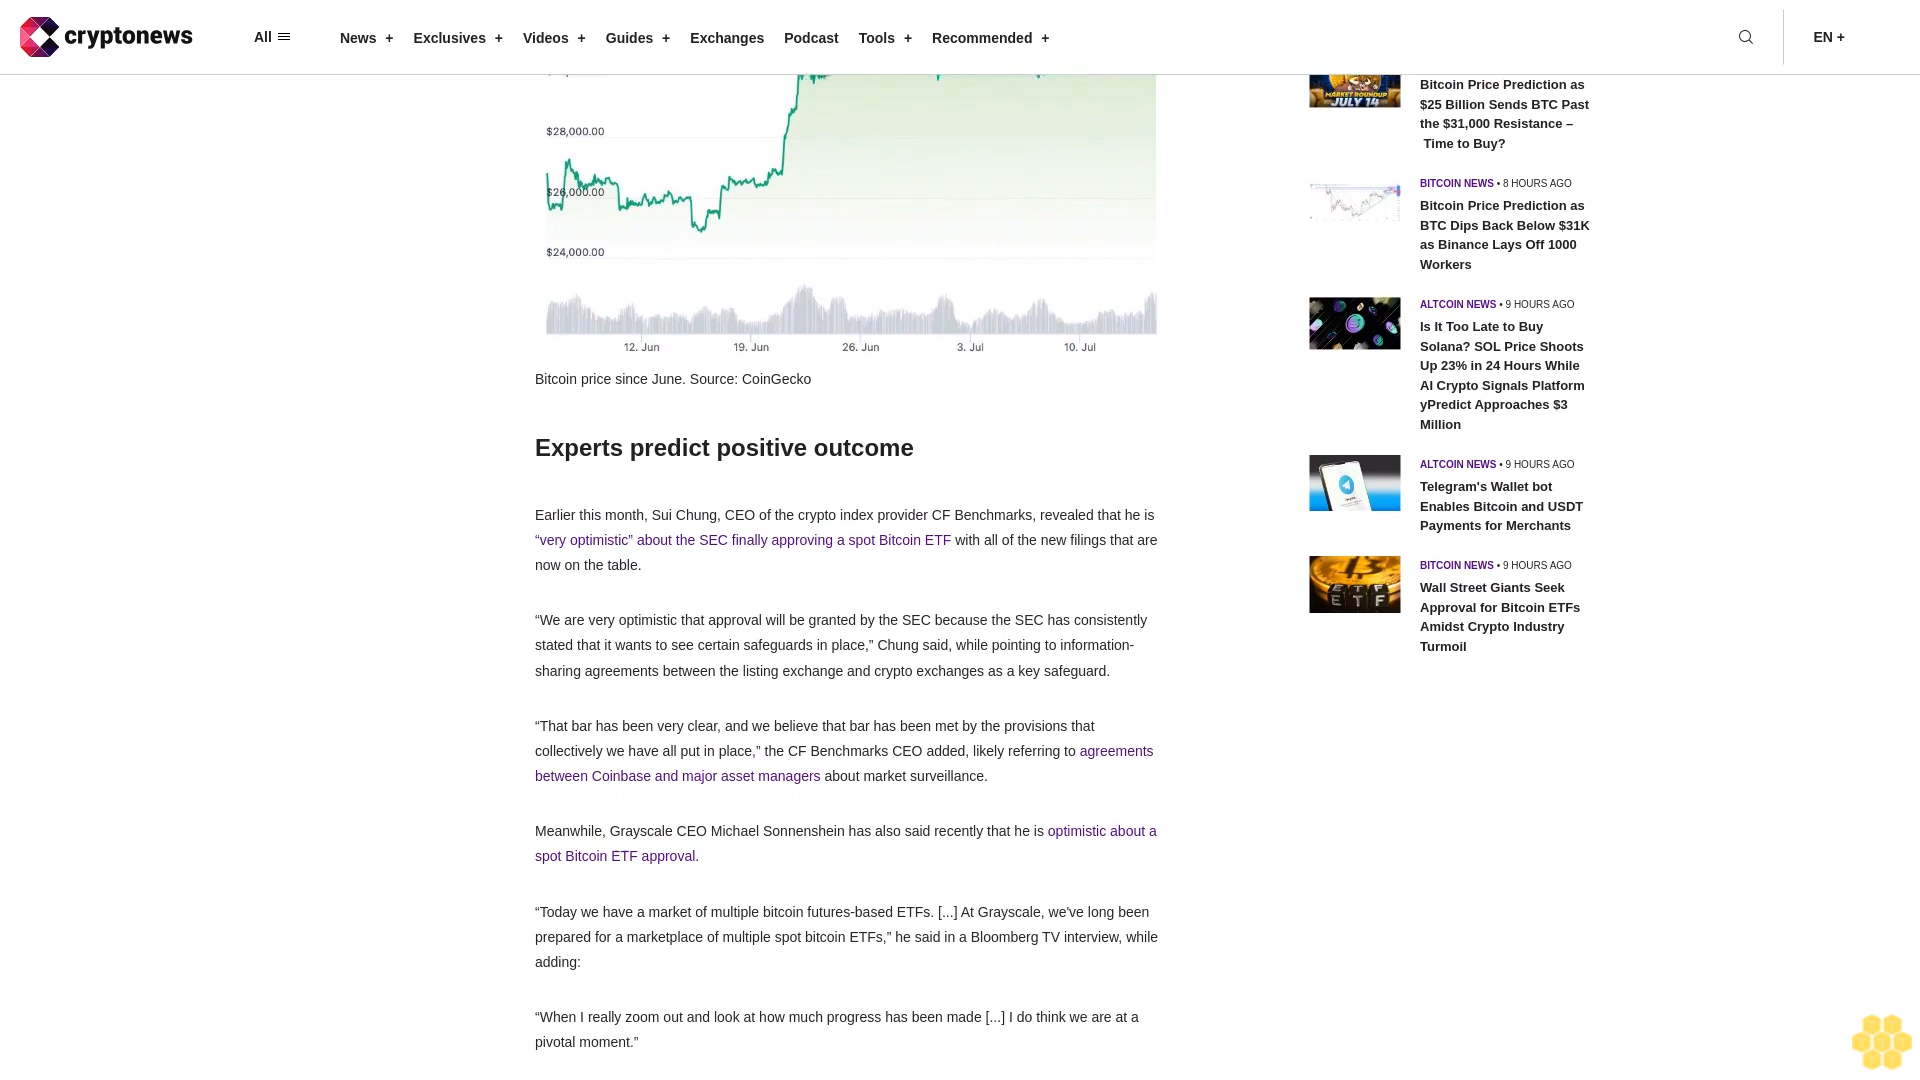 cryptonews
All
News + Exclusives + Videos + Guides + Exchanges Podcast Tools + Recommended +
EN +
$28,000.00
$26,000.00
$24,000.00
12. Jun 19. Jun 26. Jun 3. Jul 10. Jul
Bitcoin price since June. Source: CoinGecko
Experts predict positive outcome
Earlier this month, Sui Chung, CEO of the crypto index provider CF Benchmarks, revealed that he is
“very optimistic” about the SEC finally approving a spot Bitcoin ETF with all of the new filings that are
now on the table.
“We are very optimistic that approval will be granted by the SEC because the SEC has consistently
stated that it wants to see certain safeguards in place,” Chung said, while pointing to information-
sharing agreements between the listing exchange and crypto exchanges as a key safeguard.
“That bar has been very clear, and we believe that bar has been met by the provisions that
collectively we have all put in place,” the CF Benchmarks CEO added, likely referring to agreements
between Coinbase and major asset managers about market surveillance.
Meanwhile, Grayscale CEO Michael Sonnenshein has also said recently that he is optimistic about a
spot Bitcoin ETF approval.
“Today we have a market of multiple bitcoin futures-based ETFs. [...] At Grayscale, we've long been
prepared for a marketplace of multiple spot bitcoin ETFs,” he said in a Bloomberg TV interview, while
adding:
“When I really zoom out and look at how much progress has been made [...] I do think we are at a
pivotal moment.”
MARKET ROUNDUP
JULY 14
Bitcoin Price Prediction as
$25 Billion Sends BTC Past
the $31,000 Resistance –
Time to Buy?
BITCOIN NEWS • 8 HOURS AGO
Bitcoin Price Prediction as
BTC Dips Back Below $31K
as Binance Lays Off 1000
Workers
ALTCOIN NEWS • 9 HOURS AGO
Is It Too Late to Buy
Solana? SOL Price Shoots
Up 23% in 24 Hours While
AI Crypto Signals Platform
yPredict Approaches $3
Million
ALTCOIN NEWS • 9 HOURS AGO
Telegram's Wallet bot
Enables Bitcoin and USDT
Payments for Merchants
ETF
ETF
BITCOIN NEWS • 9 HOURS AGO
Wall Street Giants Seek
Approval for Bitcoin ETFs
Amidst Crypto Industry
Turmoil